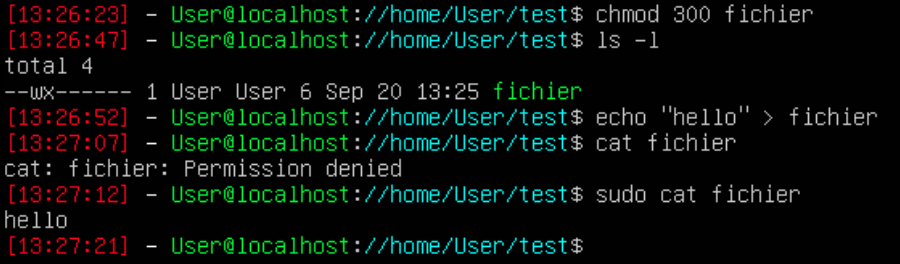 [13:26:23] - User@localhost://home/User/test$ chmod 300 fichier
[13:26:47] - User@localhost://home/User/test$ ls -l
total 4
--wx------ 1 User User 6 Sep 20 13:25 fichier
[13:26:52] - User@localhost://home/User/test$ echo "hello" > fichier
[13:27:07] - User@localhost://home/User/test$ cat fichier
cat: fichier: Permission denied
[13:27:12] - User@localhost://home/User/test$ sudo cat fichier
hello
[13:27:21] - User@localhost://home/User/test$